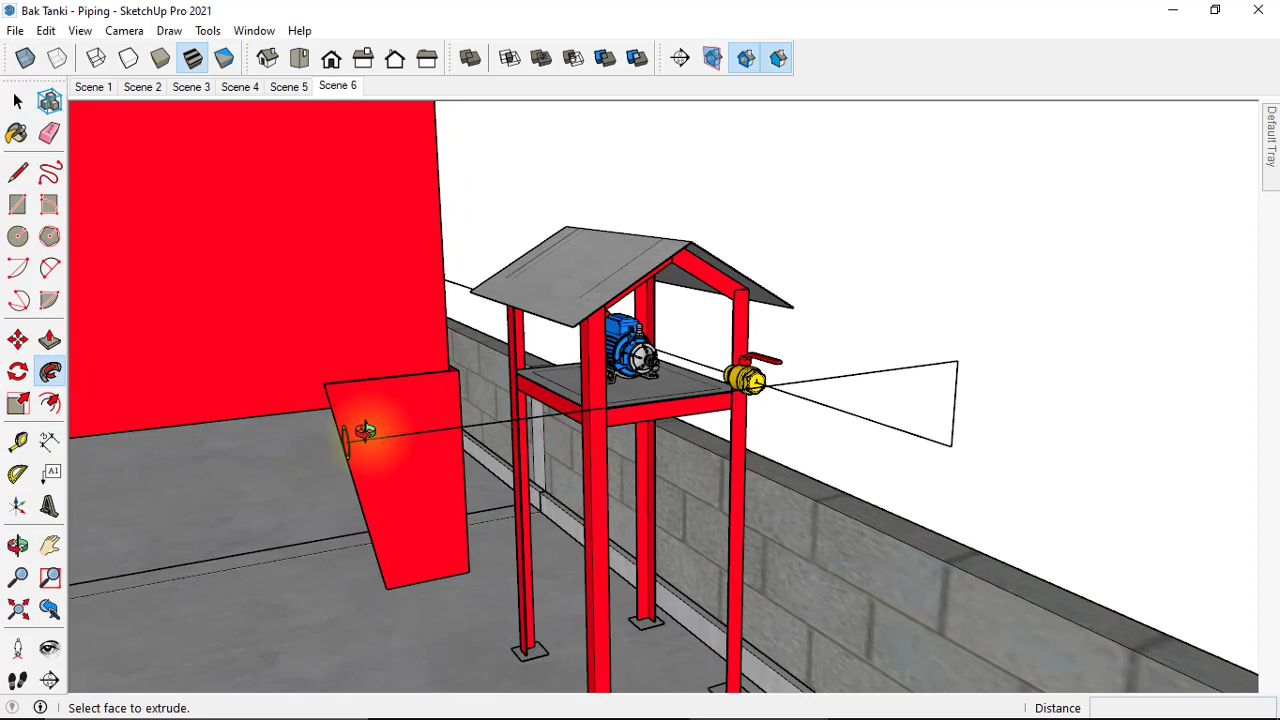 Bak Tanki - Piping - SketchUp Pro 2021
File Edit View Camera Draw Tools Window Help
Scene 1 Scene 2 Scene 3 Scene 4 Scene 5 Scene 6
Default Tray
A1
Select face to extrude.
Distance